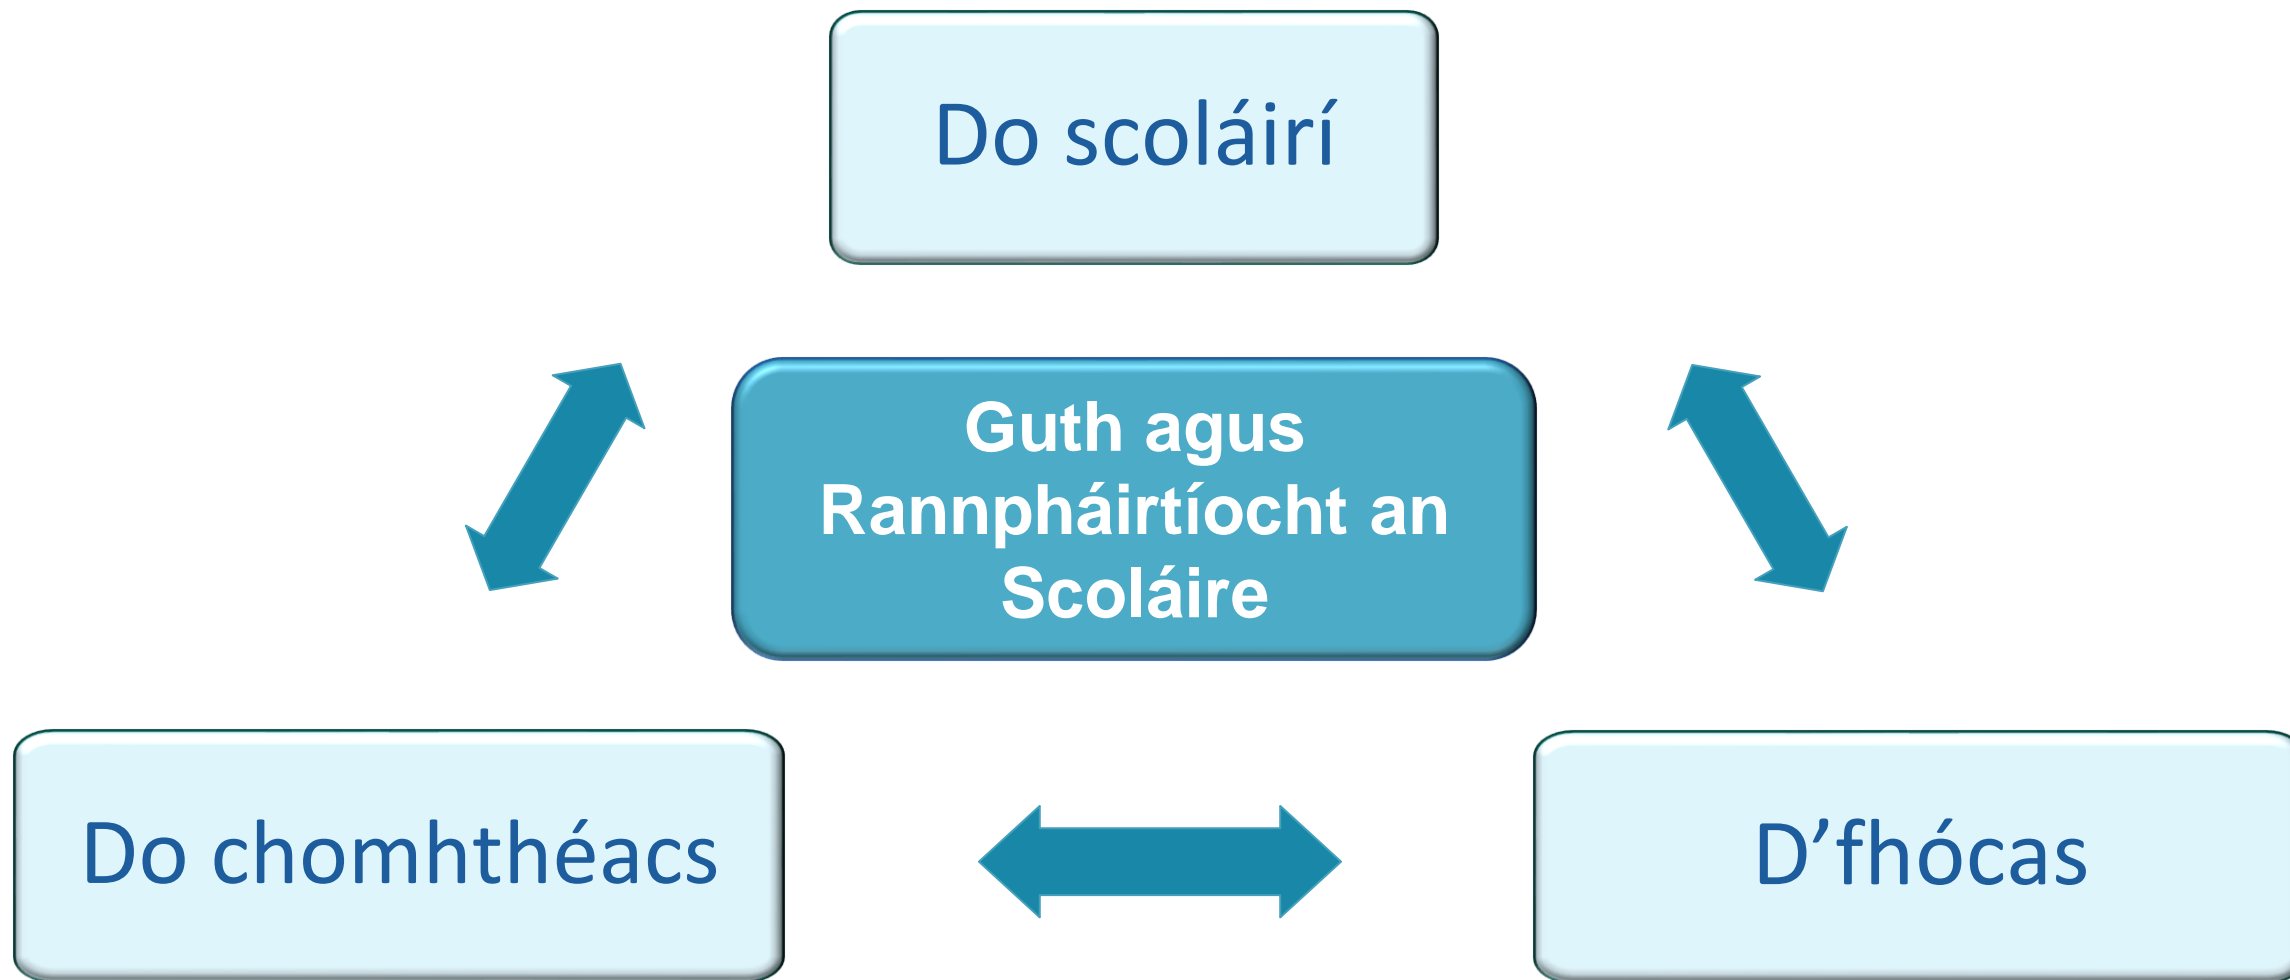 Do scoláirí
Guth agus
Rannpháirtíocht an
Scoláire
Do chomhthéacs
D’fhócas